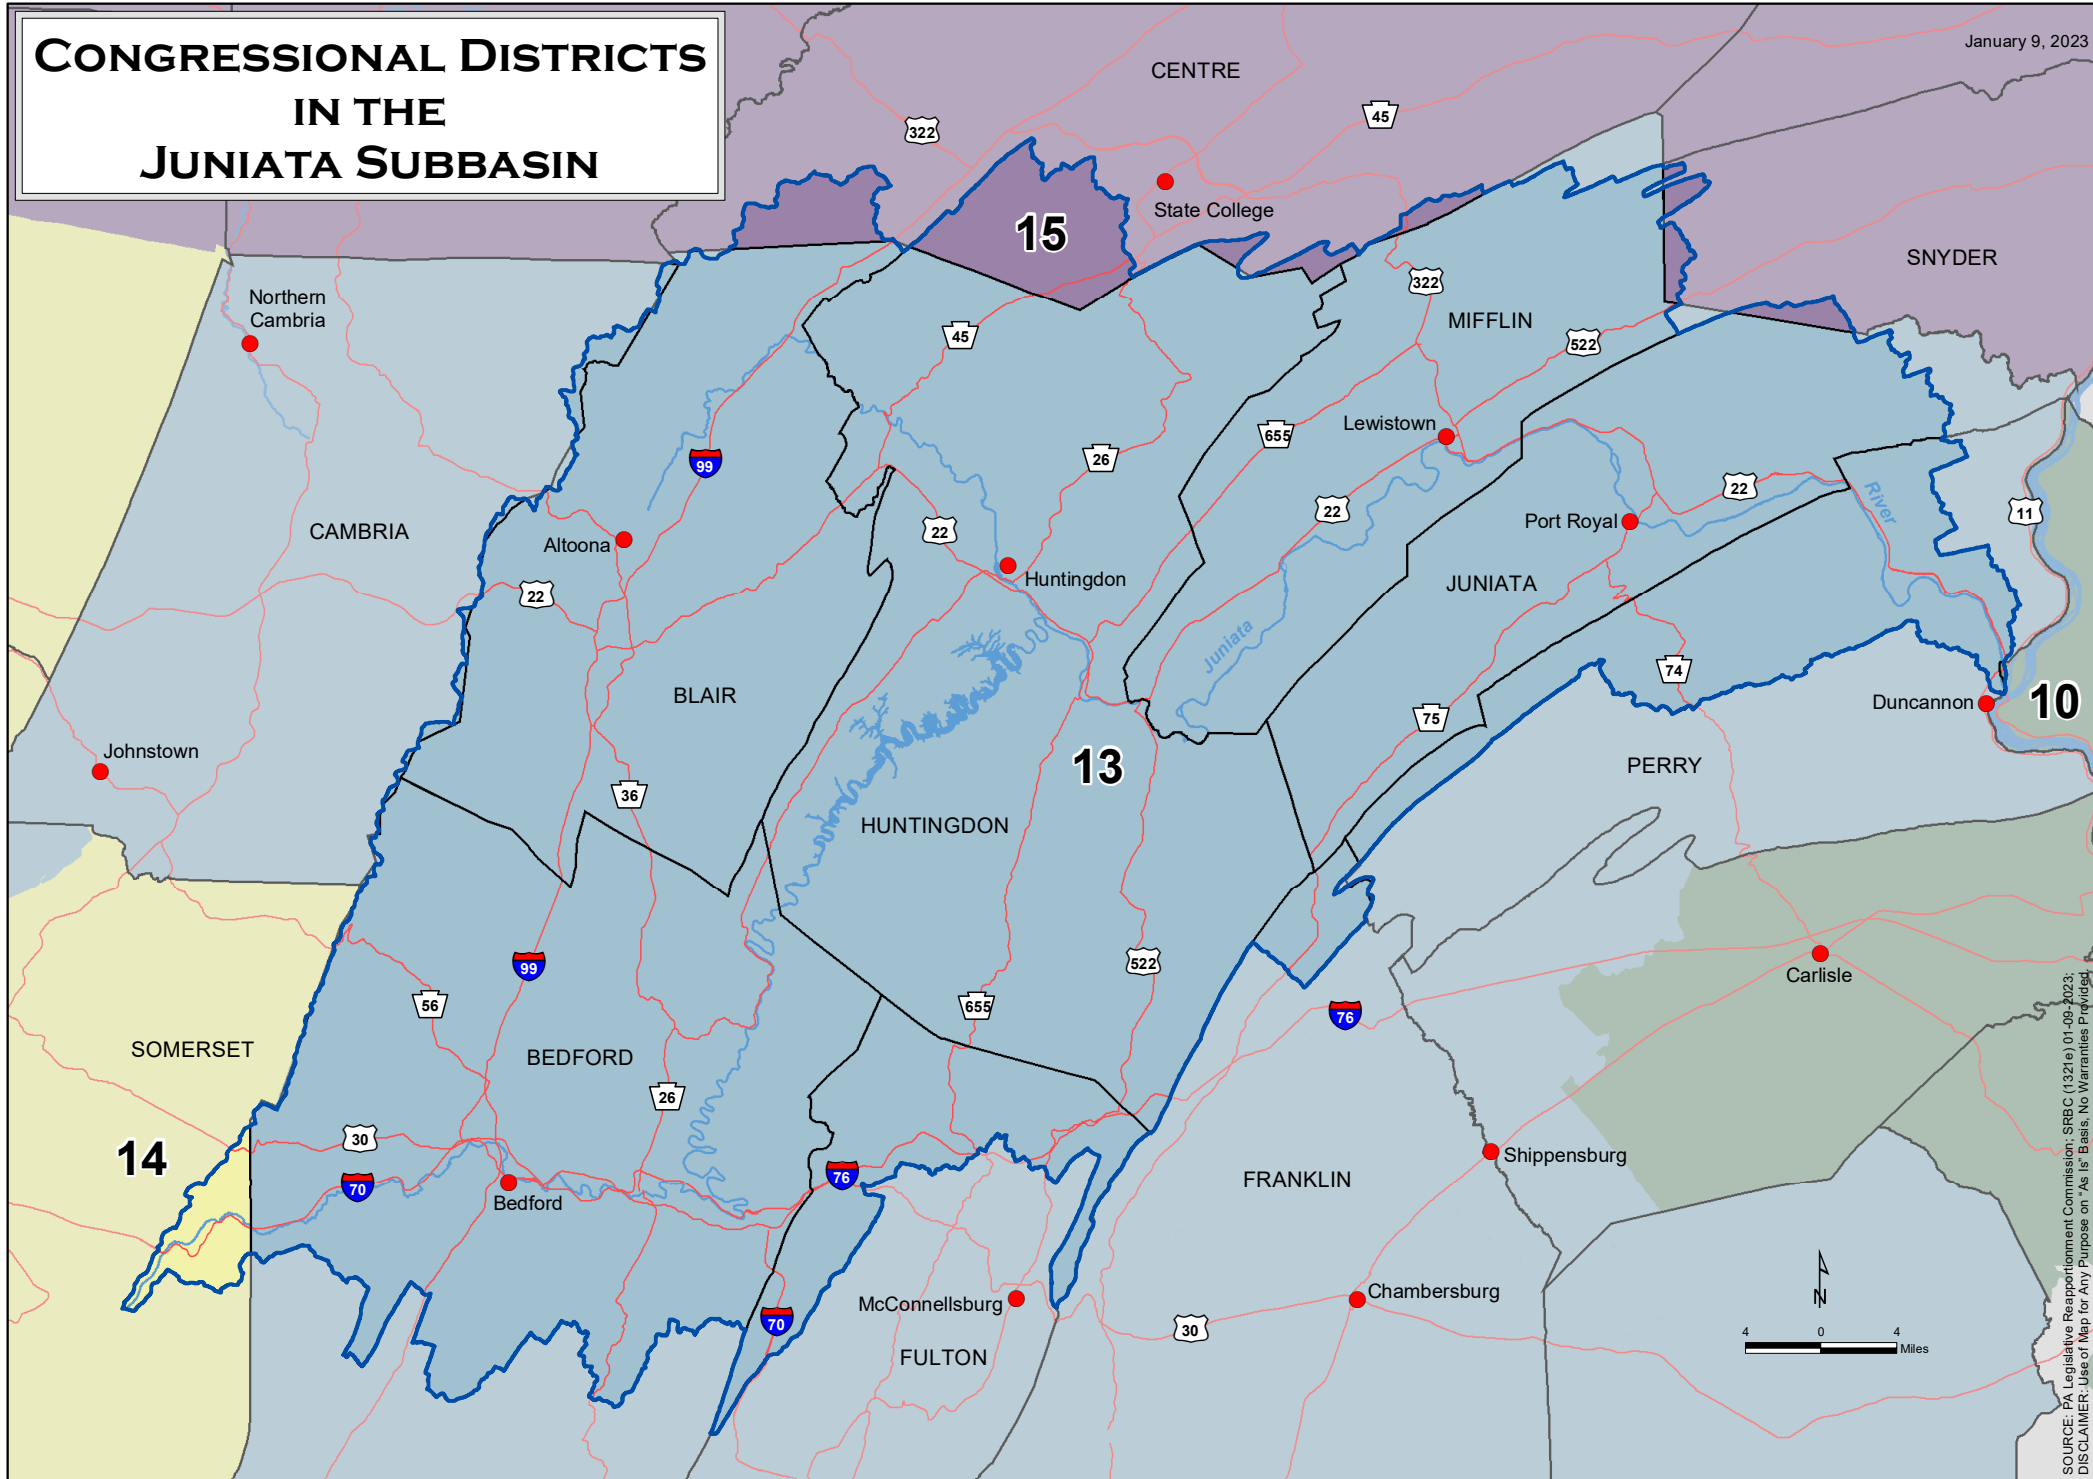 CONGRESSIONAL DISTRICTS
IN THE
JUNIATA SUBBASIN
January 9, 2023
CENTRE
322
45
15
State College
SNYDER
Northern
Cambria
322
MIFFLIN
45
522
Lewistown
655
26
99
22
22
River
11
CAMBRIA
Altoona
22
Port Royal
22
Huntingdon
JUNIATA
22
Juniata
74
BLAIR
Duncannon
10
75
Johnstown
13
PERRY
36
HUNTINGDON
99
522
Carlisle
56
655
76
SOMERSET
BEDFORD
26
30
14
Shippensburg
76
FRANKLIN
70
Bedford
McConnellsburg
Chambersburg
70
30
FULTON
N
4
0
4
Miles
SOURCE: PA Legislative Reapportionment Commission; SRBC (1321e) 01-09-2023;
DISCLAIMER: Use of Map for Any Purpose on "As Is" Basis, No Warranties Provided.